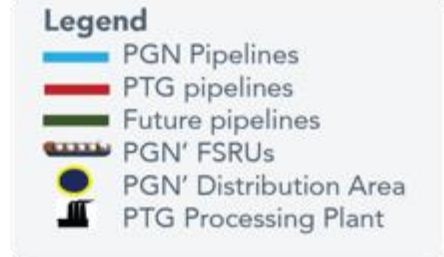 Legend
PGN Pipelines
PTG pipelines
Future pipelines
PGN' FSRUs
PGN' Distribution Area
PTG Processing Plant